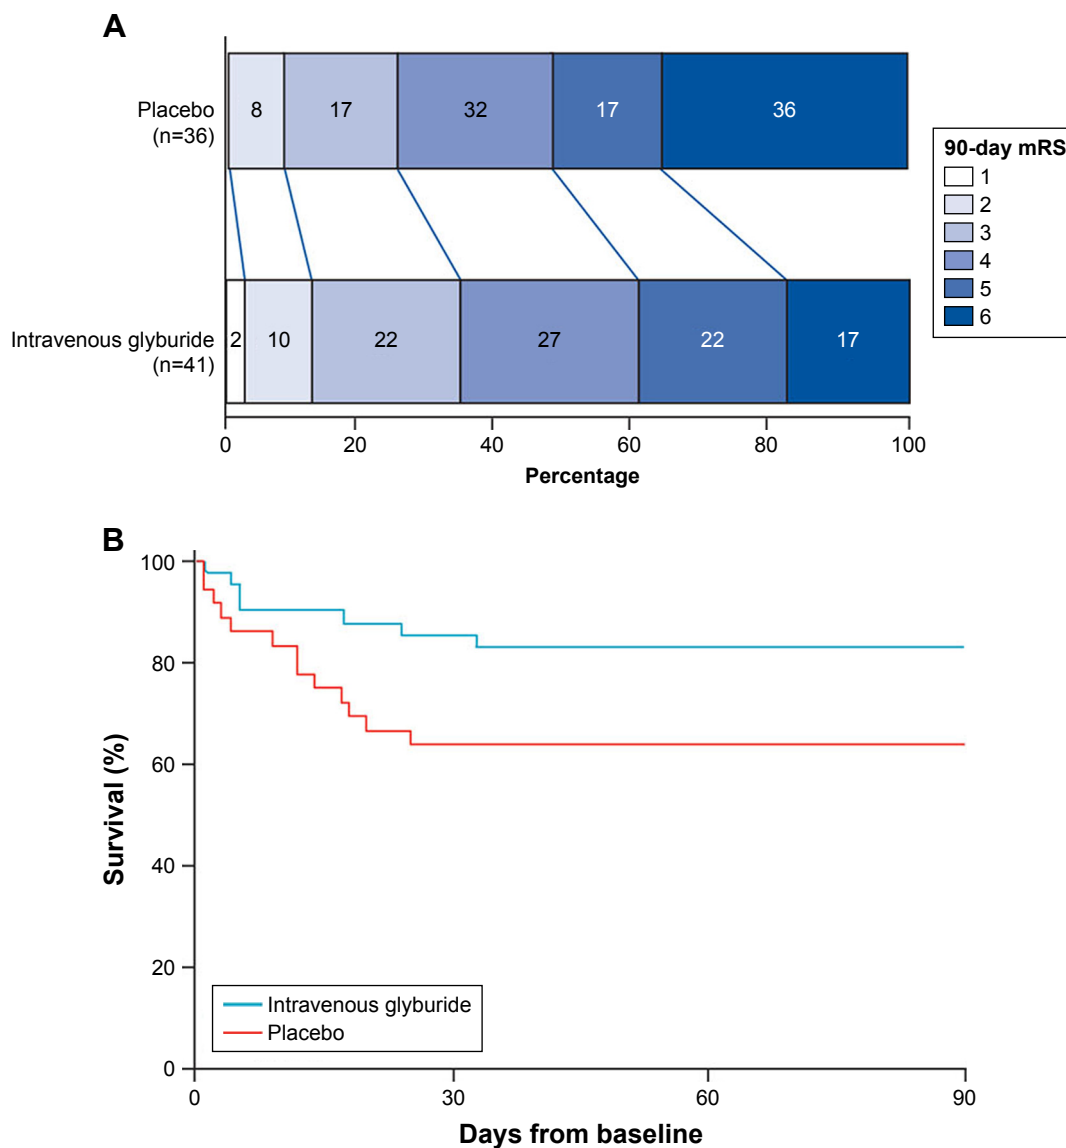 A
Placebo
(n=36)
8 17 32 17 36
90-day mRS
1
2
3
4
5
6
Intravenous glyburide
(n=41)
2 10 22 27 22 17
0 20 40 60 80 100
Percentage
B
100
80
60
40
20
0
Survival (%)
Intravenous glyburide
Placebo
0 30 60 90
Days from baseline